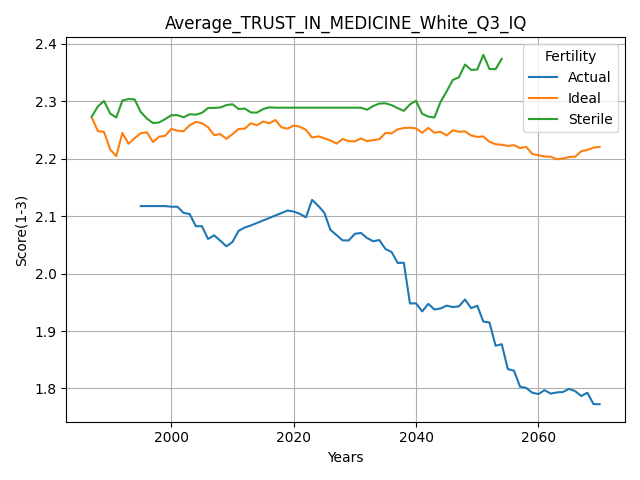 Average_TRUST_IN_MEDICINE_White_Q3_IQ
Score(1-3)
2.4
2.3
2.2
2.1
2.0
1.9
1.8
Fertility
Actual
Ideal
Sterile
2000 2020 2040 2060
Years